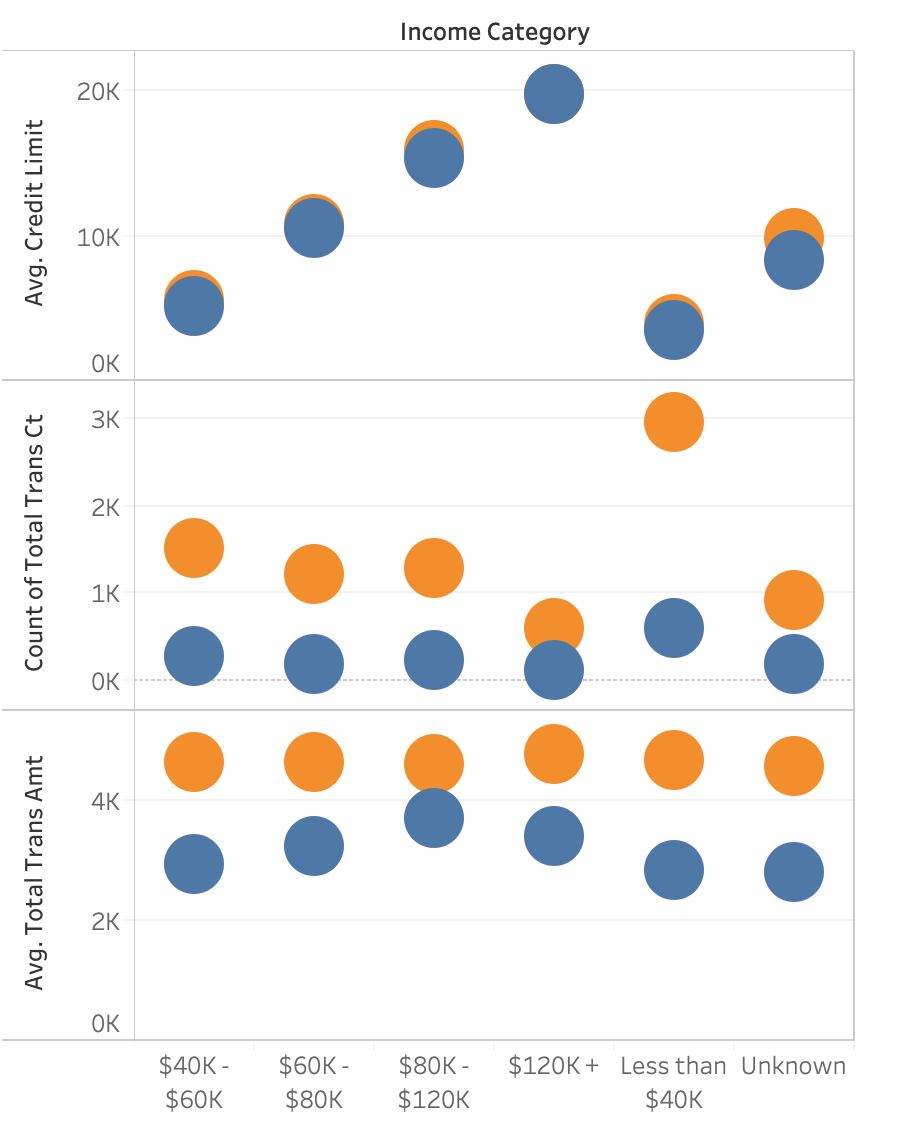 Income Category
Avg. Credit Limit
20K
10K
0K
Count of Total Trans Ct
3K
2K
1K
0K
Avg. Total Trans Amt
4K
2K
0K
$40K - $60K - $80K - $120K + Less than Unknown
$60K $80K $120K $40K